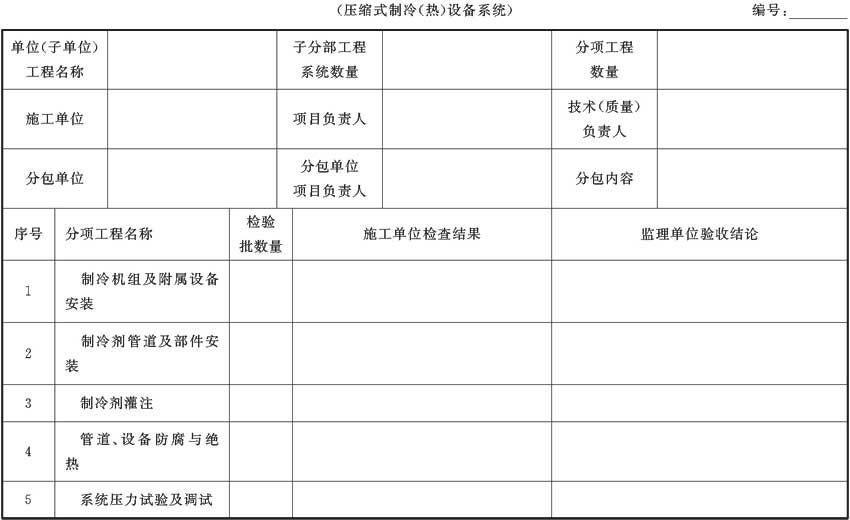 （压缩式制冷（热）设备系统） 编号：
单位（子单位） 子分部工程 分项工程
工程名称 系统数量 数量
施工单位 项目负责人 技术（质量）
负责人
分包单位 分包单位 分包内容
项目负责人
序号 分项工程名称 检验 施工单位检查结果 监理单位验收结论
批数量
1 制冷机组及附属设备
安装
2 制冷剂管道及部件安
装
3 制冷剂灌注
4 管道、设备防腐与绝
热
5 系统压力试验及调试